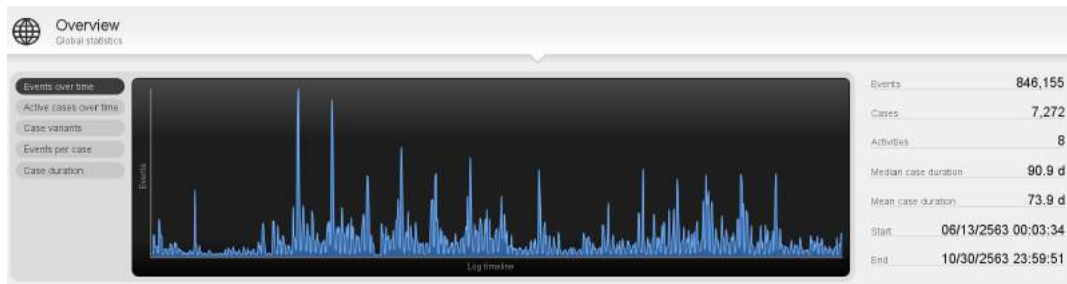 Overview
Global statistics
Events over time
Active cases over time
Case variants
Events per case
Case duration
Events
Log timeline
Events 846,155
Cases 7,272
Activities 8
Median case duration 90.9 d
Mean case duration 73.9 d
Start 06/13/2563 00:03:34
End 10/30/2563 23:59:51